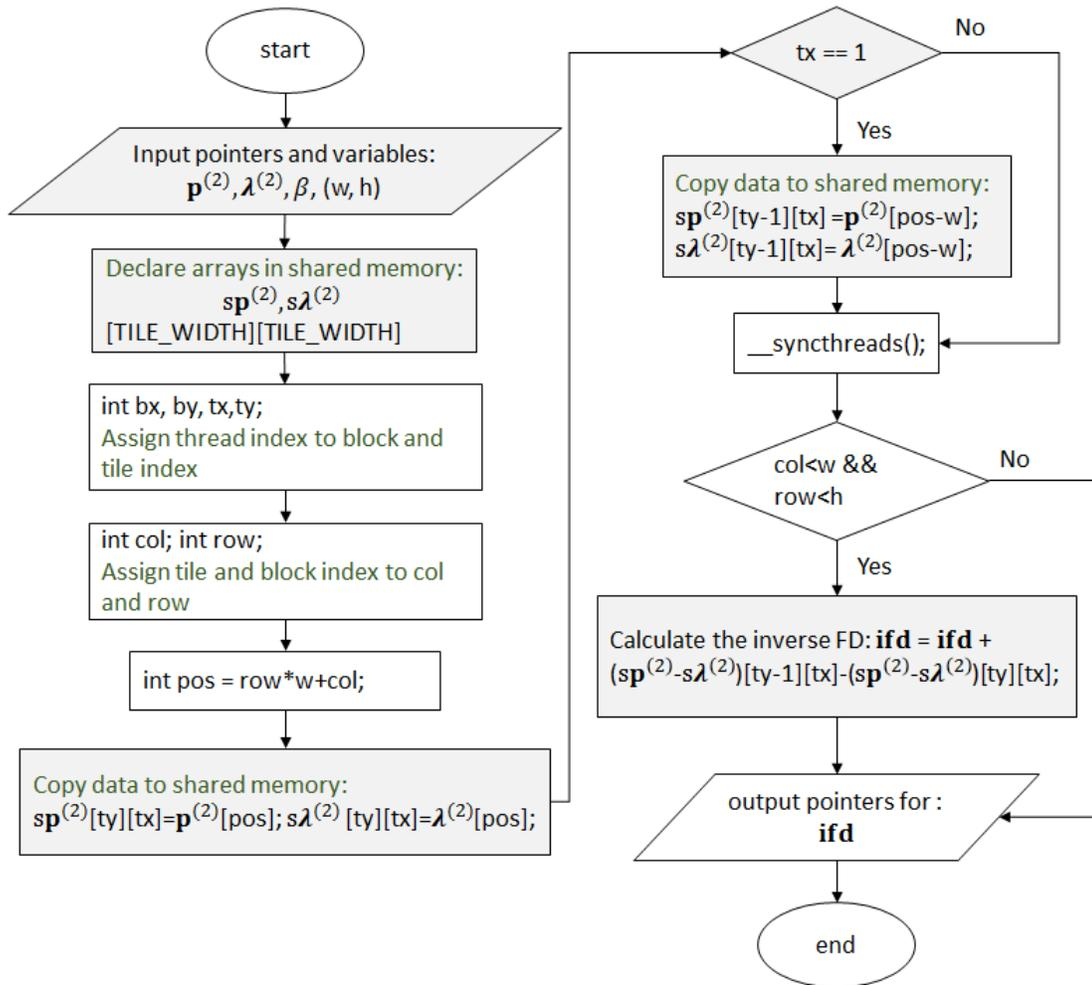 start
Input pointers and variables:
𝐩⁽²⁾, 𝝀⁽²⁾, 𝛽, (w, h)
Declare arrays in shared memory:
s𝐩⁽²⁾, s𝝀⁽²⁾
[TILE_WIDTH][TILE_WIDTH]
int bx, by, tx,ty;
Assign thread index to block and
tile index
int col; int row;
Assign tile and block index to col
and row
int pos = row*w+col;
Copy data to shared memory:
s𝐩⁽²⁾[ty][tx]=𝐩⁽²⁾[pos]; s𝝀⁽²⁾ [ty][tx]=𝝀⁽²⁾[pos];
tx == 1
No
Yes
Copy data to shared memory:
s𝐩⁽²⁾[ty-1][tx] =𝐩⁽²⁾[pos-w];
s𝝀⁽²⁾[ty-1][tx]= 𝝀⁽²⁾[pos-w];
__syncthreads();
col<w &&
row<h
No
Yes
Calculate the inverse FD: ifd = ifd +
(s𝐩⁽²⁾-s𝝀⁽²⁾)[ty-1][tx]-(s𝐩⁽²⁾-s𝝀⁽²⁾)[ty][tx];
output pointers for :
ifd
end